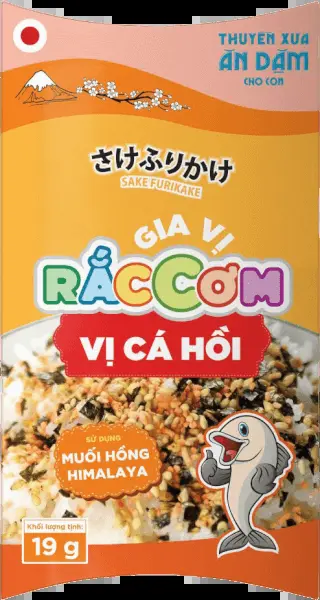 THUYỀN XƯA
ĂN DẶM
CHO CON
さけふりかけ
SAKE FURIKAKE
GIA VỊ
RẮC CƠM
VỊ CÁ HỒI
SỬ DỤNG
MUỐI HỒNG
HIMALAYA
Khối lượng tịnh:
19 g